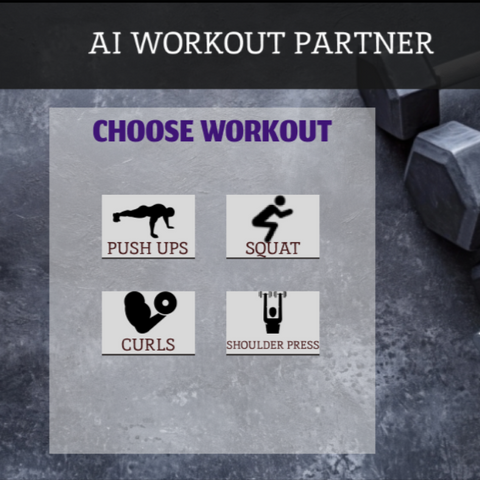 AI WORKOUT PARTNER
CHOOSE WORKOUT
PUSH UPS
SQUAT
CURLS
SHOULDER PRESS